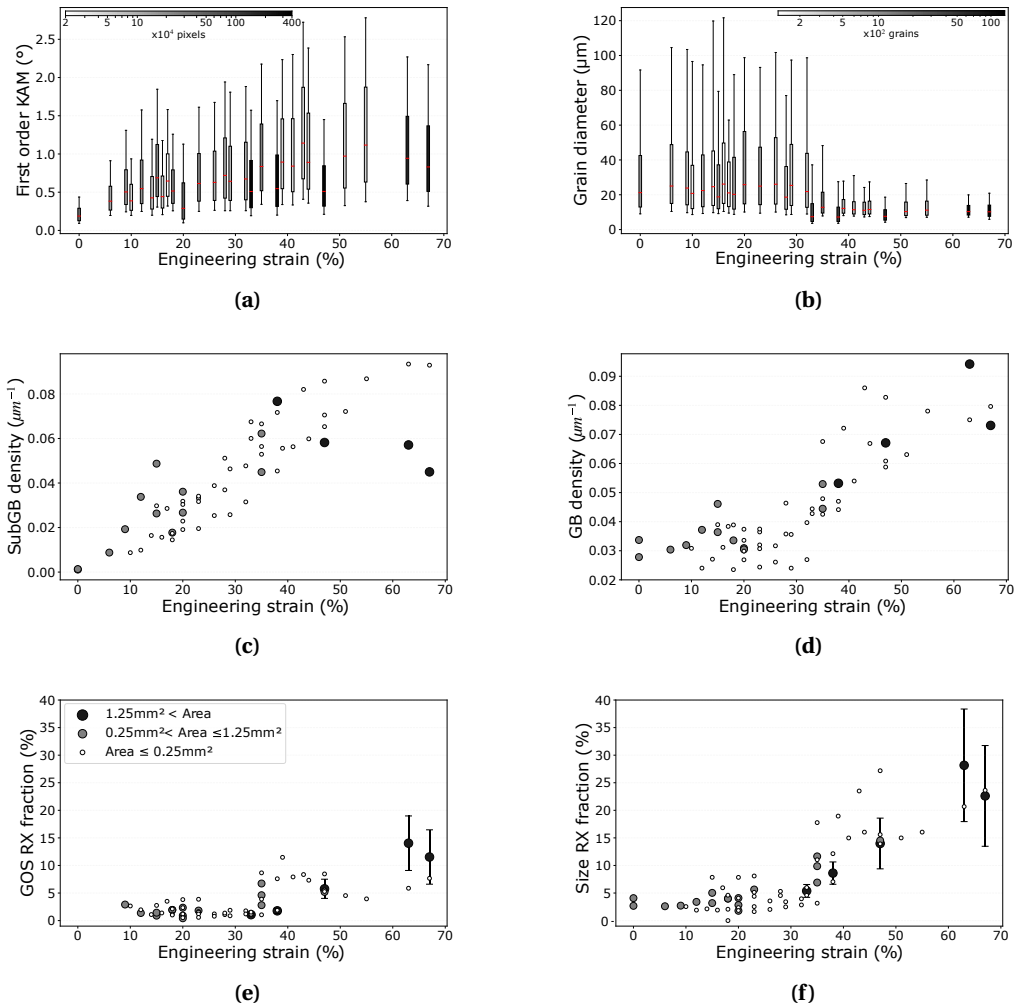 2 5 10 20 50 100 400
x10⁴ pixels
2.5
2.0
1.5
1.0
0.5
0.0
First order KAM (°)
0 10 20 30 40 50 60 70
Engineering strain (%)
(a)
2 5 10 20 50 100
x10² grains
120
100
80
60
40
20
0
Grain diameter (µm)
0 10 20 30 40 50 60 70
Engineering strain (%)
(b)
0.08
0.06
0.04
0.02
0.00
SubGB density (µm⁻¹)
0 10 20 30 40 50 60 70
Engineering strain (%)
(c)
0.09
0.08
0.07
0.06
0.05
0.04
0.03
0.02
GB density (µm⁻¹)
0 10 20 30 40 50 60 70
Engineering strain (%)
(d)
40
35
30
25
20
15
10
5
0
GOS RX fraction (%)
1.25mm² < Area
0.25mm²< Area ≤1.25mm²
Area ≤ 0.25mm²
0 10 20 30 40 50 60 70
Engineering strain (%)
(e)
40
35
30
25
20
15
10
5
0
Size RX fraction (%)
0 10 20 30 40 50 60 70
Engineering strain (%)
(f)